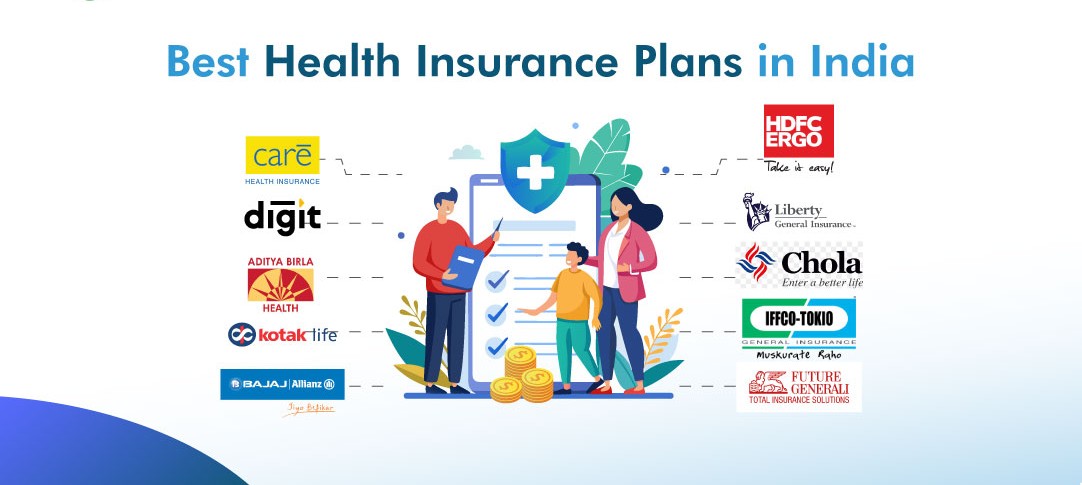 Best Health Insurance Plans in India
carē
HEALTH INSURANCE
digit
ADITYA BIRLA
HEALTH
kotak life
BAJAJ | Allianz
Jiyo Befikar
HDFC
ERGO
Take it easy!
Liberty
General Insurance
Chola
Enter a better life
IFFCO-TOKIO
GENERAL INSURANCE
Muskurate Raho
FUTURE
GENERALI
TOTAL INSURANCE SOLUTIONS